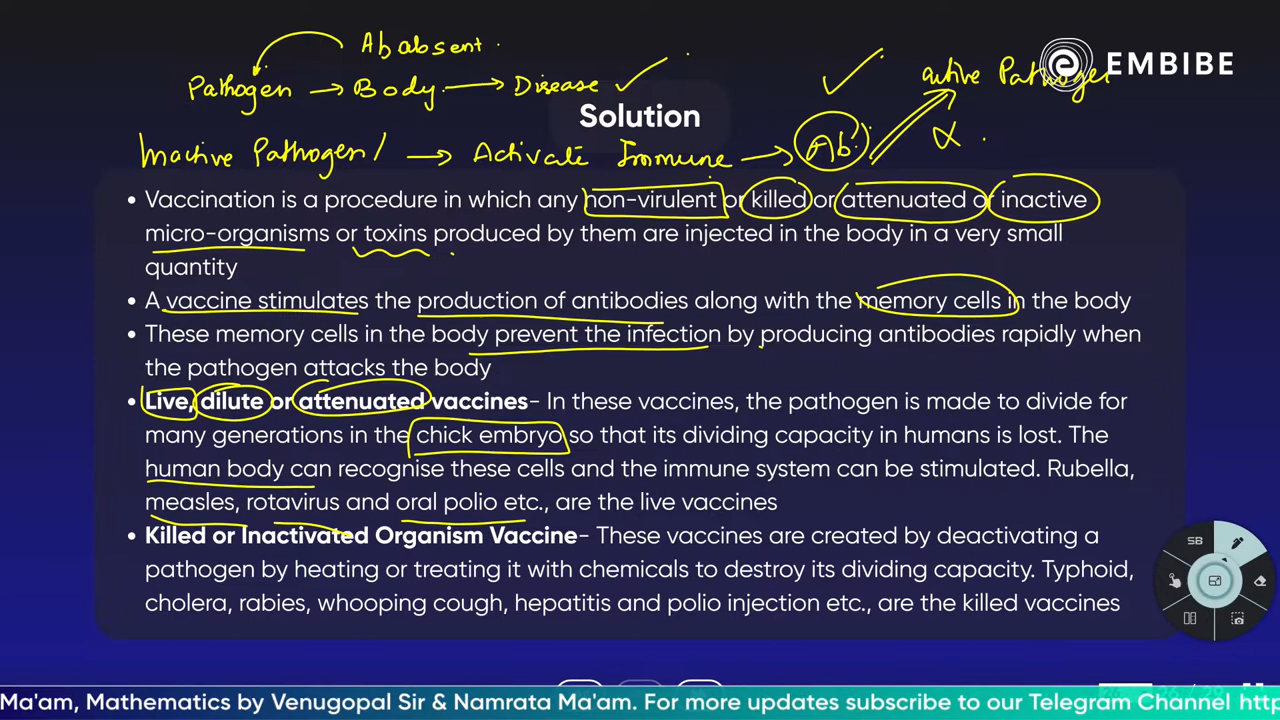 Ab absent
Pathogen → Body → Disease ✓
✓
active Pathogen
EMBIBE
Solution
Inactive Pathogen/ → Activate Immune → Ab
• Vaccination is a procedure in which any non-virulent or killed or attenuated or inactive
micro-organisms or toxins produced by them are injected in the body in a very small
quantity
• A vaccine stimulates the production of antibodies along with the memory cells in the body
• These memory cells in the body prevent the infection by producing antibodies rapidly when
the pathogen attacks the body
• Live, dilute or attenuated vaccines- In these vaccines, the pathogen is made to divide for
many generations in the chick embryo so that its dividing capacity in humans is lost. The
human body can recognise these cells and the immune system can be stimulated. Rubella,
measles, rotavirus and oral polio etc., are the live vaccines
• Killed or Inactivated Organism Vaccine- These vaccines are created by deactivating a
pathogen by heating or treating it with chemicals to destroy its dividing capacity. Typhoid,
cholera, rabies, whooping cough, hepatitis and polio injection etc., are the killed vaccines
SB
Ma'am, Mathematics by Venugopal Sir & Namrata Ma'am. For more updates subscribe to our Telegram Channel http